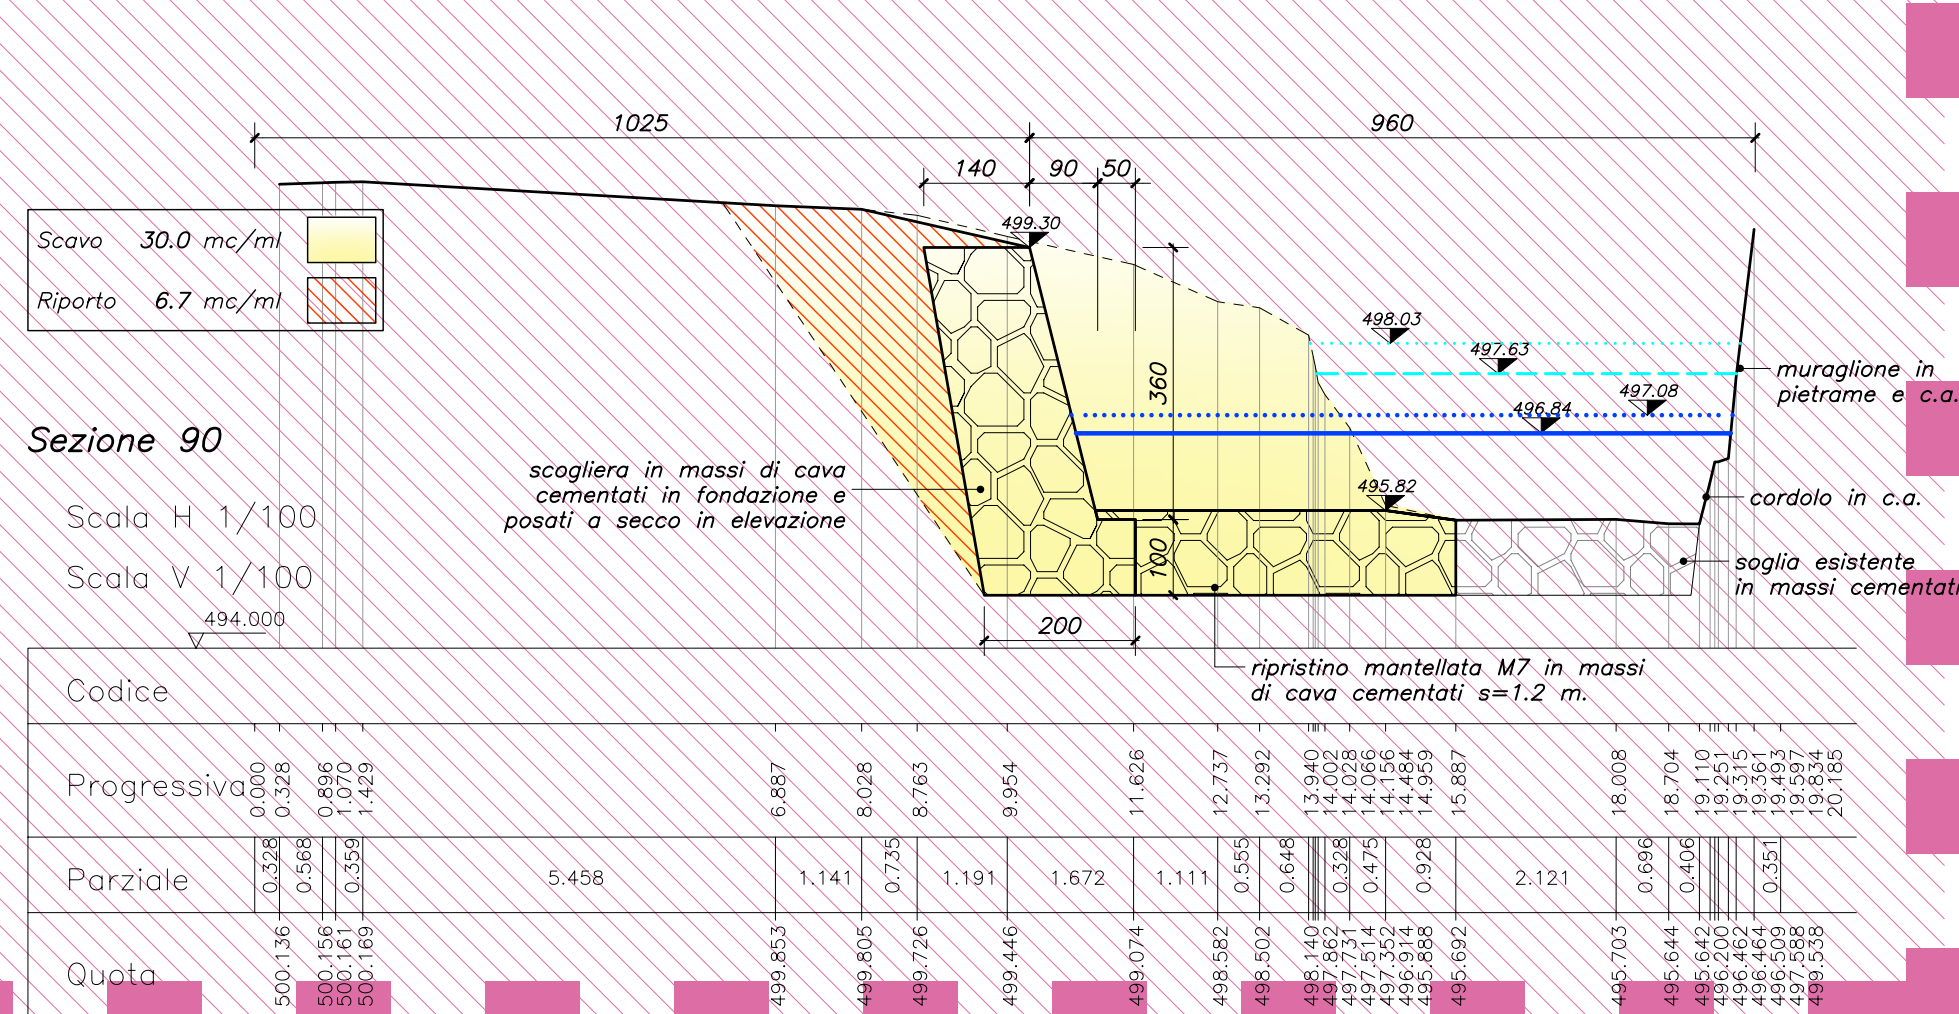 1025
960
140
90
50
499.30
Scavo 30.0 mc/ml
Riporto 6.7 mc/ml
498.03
497.63
muraglione in
pietrame e c.a.
360
497.08
496.84
Sezione 90
scogliera in massi di cava
cementati in fondazione e
posati a secco in elevazione
495.82
cordolo in c.a.
Scala H 1/100
100
soglia esistente
in massi cementati
Scala V 1/100
494.000
200
ripristino mantellata M7 in massi
di cava cementati s=1.2 m.
Codice
Progressiva 0.000 0.328 0.896 1.070 1.429 6.887 8.028 8.763 9.954 11.626 12.737 13.292 13.940 14.002 14.028 14.066 14.156 14.484 14.959 15.887 18.008 18.704 19.110 19.251 19.315 19.361 19.493 19.597 19.834 20.185
Parziale 0.328 0.568 0.359 5.458 1.141 0.735 1.191 1.672 1.111 0.555 0.648 0.328 0.475 0.928 2.121 0.696 0.406 0.351
Quota 500.136 500.156 500.161 500.169 499.853 499.805 499.726 499.446 499.074 498.582 498.502 498.140 497.862 497.731 497.514 497.352 496.914 495.888 495.692 495.703 495.644 495.642 496.200 496.462 496.464 496.509 497.588 499.538